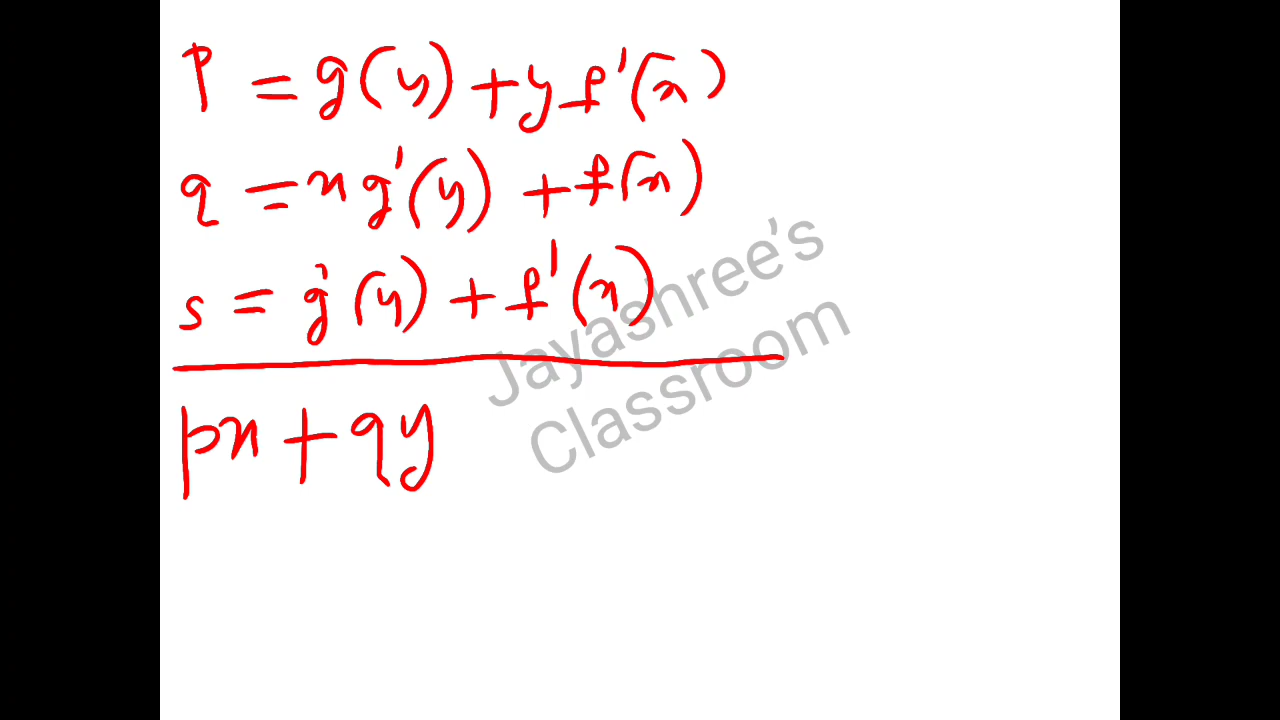 p = g(y) + y f'(x)
q = x g'(y) + f(x)
s = g'(y) + f'(x)
px + qy
Jayashree's
Classroom